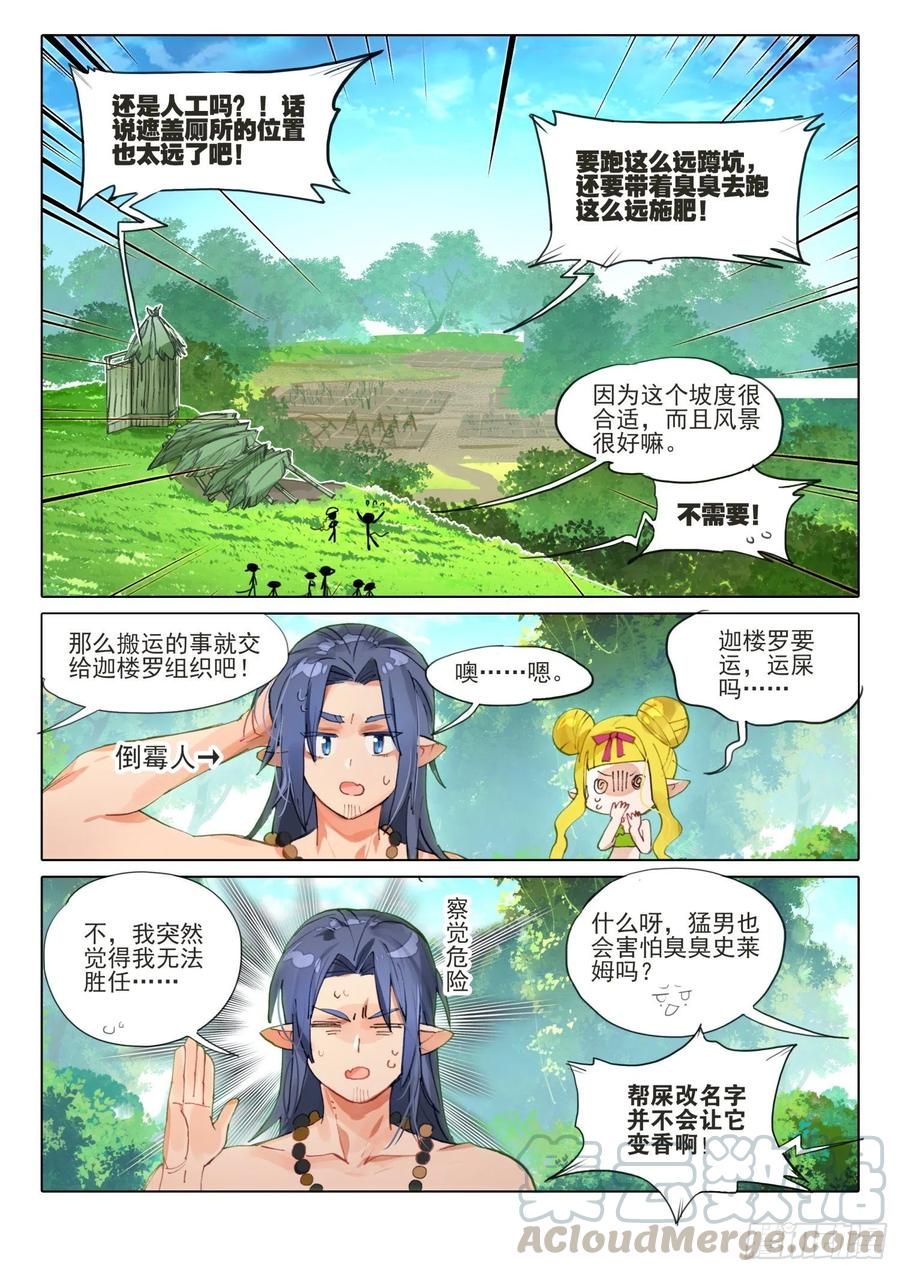 还是人工吗？！话
说遮盖厕所的位置
也太远了吧！
要跑这么远蹲坑，
还要带着臭臭去跑
这么远施肥！
因为这个坡度很
合适，而且风景
很好嘛。
不需要！
那么搬运的事就交
给迦楼罗组织吧！
倒霉人→
噢……嗯。
迦楼罗要
运，运屎
吗……
不，我突然
觉得我无法
胜任……
察觉危险
什么呀，猛男也
会害怕臭臭史莱
姆吗？
帮屎改名字
并不会让它
变香啊！
集云数据
acloudmerge.com